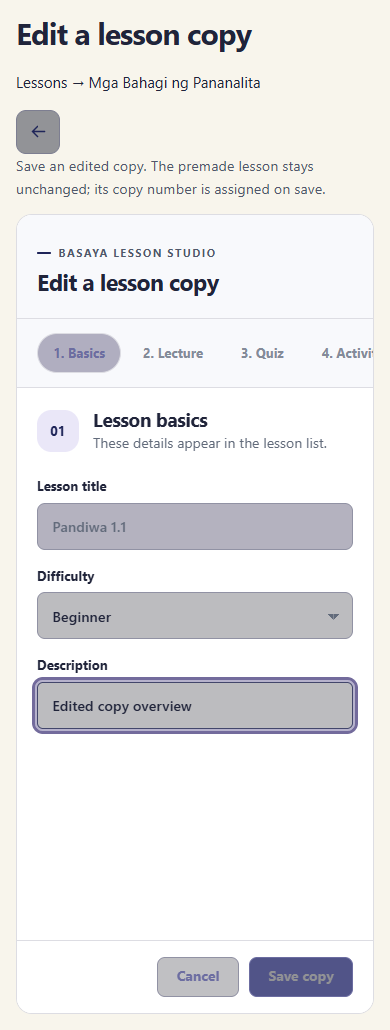 Edit a lesson copy
Lessons → Mga Bahagi ng Pananalita
←
Save an edited copy. The premade lesson stays
unchanged; its copy number is assigned on save.
BASAYA LESSON STUDIO
Edit a lesson copy
1. Basics 2. Lecture 3. Quiz 4. Activi
01
Lesson basics
These details appear in the lesson list.
Lesson title
Pandiwa 1.1
Difficulty
Beginner
Description
Edited copy overview
Cancel Save copy